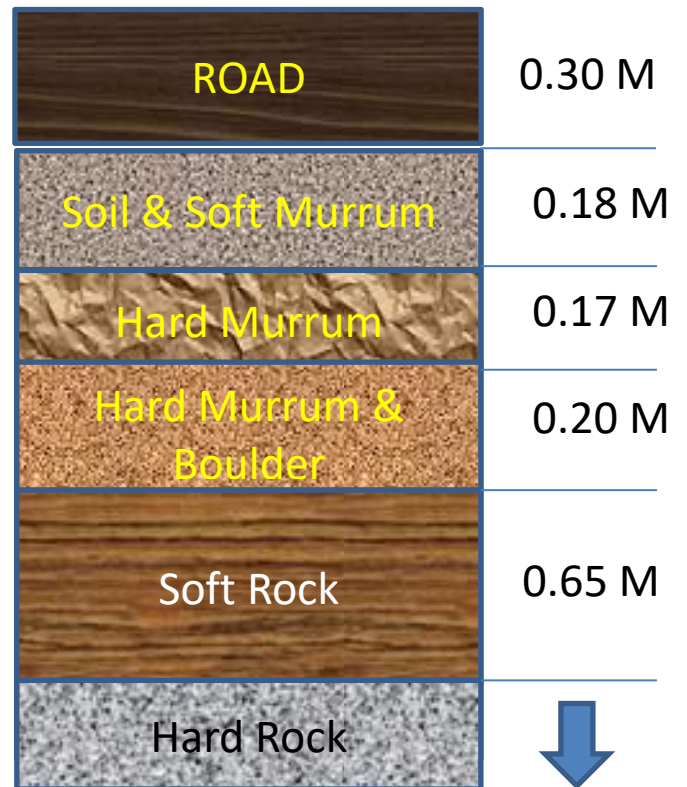 ROAD 0.30 M
Soil & Soft Murrum 0.18 M
Hard Murrum 0.17 M
Hard Murrum & 0.20 M
Boulder
Soft Rock 0.65 M
Hard Rock